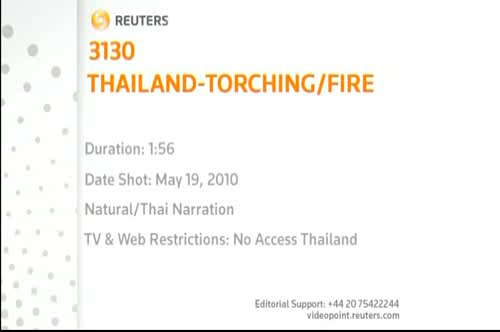 REUTERS
3130
THAILAND-TORCHING/FIRE
Duration: 1:56
Date Shot: May 19, 2010
Natural/Thai Narration
TV & Web Restrictions: No Access Thailand
Editorial Support: +44 20 75422244
videopoint.reuters.com